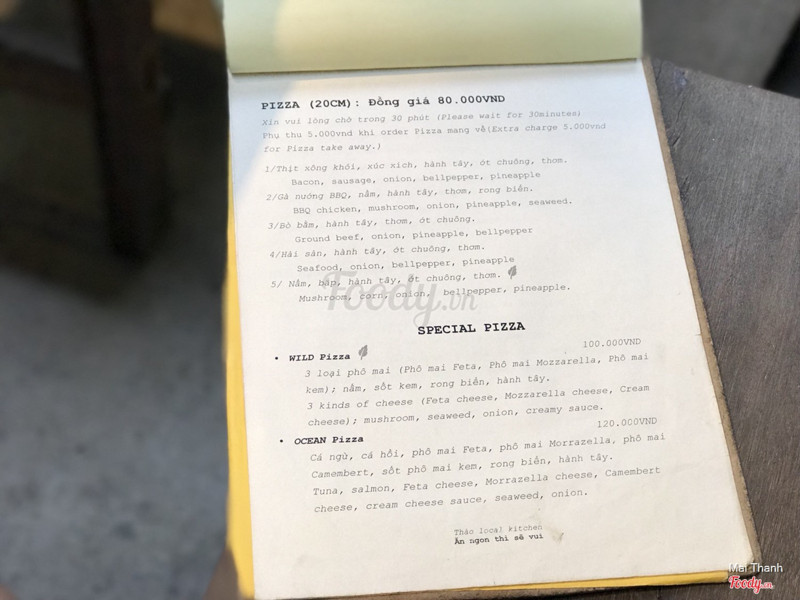 PIZZA (20CM): Đồng giá 80.000VND
Xin vui lòng chờ trong 30 phút (Please wait for 30minutes)
Phụ thu 5.000vnd khi order Pizza mang về(Extra charge 5.000vnd
for Pizza take away.)
1/Thịt xông khói, xúc xích, hành tây, ớt chuông, thơm.
Bacon, sausage, onion, bellpepper, pineapple
2/Gà nướng BBQ, nấm, hành tây, thơm, rong biển.
BBQ chicken, mushroom, onion, pineapple, seaweed.
3/Bò bằm, hành tây, thơm, ớt chuông.
Ground beef, onion, pineapple, bellpepper
4/Hải sản, hành tây, ớt chuông, thơm.
Seafood, onion, bellpepper, pineapple
5/ Nấm, bắp, hành tây, ớt chuông, thơm.
Mushroom, corn, onion, bellpepper, pineapple.
Foody.vn
SPECIAL PIZZA
• WILD Pizza 100.000VND
3 loại phô mai (Phô mai Feta, Phô mai Mozzarella, Phô mai
kem); nấm, sốt kem, rong biển, hành tây.
3 kinds of cheese (Feta cheese, Mozzarella cheese, Cream
cheese); mushroom, seaweed, onion, creamy sauce.
• OCEAN Pizza 120.000VND
Cá ngừ, cá hồi, phô mai Feta, phô mai Morrazella, phô mai
Camembert, sốt phô mai kem, rong biển, hành tây.
Tuna, salmon, Feta cheese, Morrazella cheese, Camembert
cheese, cream cheese sauce, seaweed, onion.
Thảo local kitchen
Ăn ngon thì sẽ vui
Mai Thanh
Foody.vn